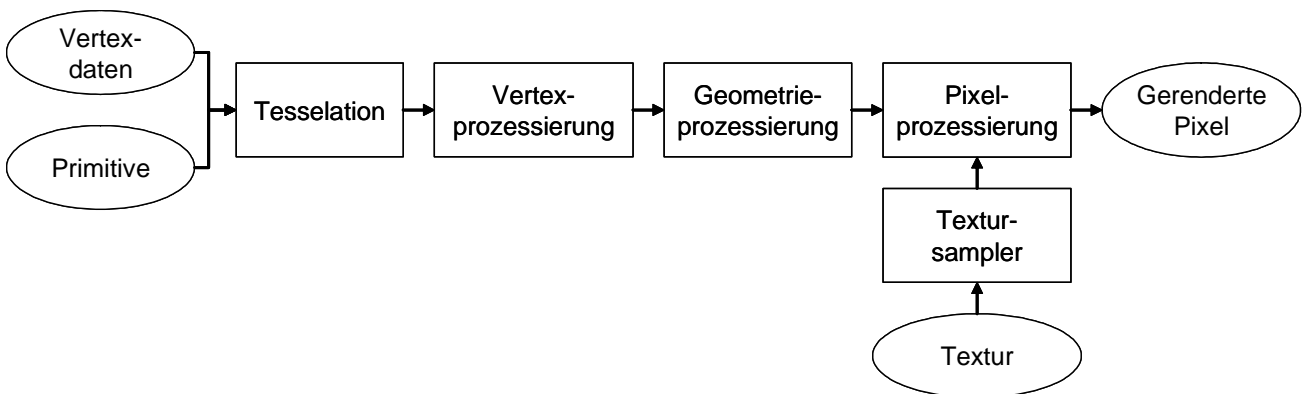 Vertex-
daten
Primitive
Tesselation
Vertex-
prozessierung
Geometrie-
prozessierung
Pixel-
prozessierung
Gerenderte
Pixel
Textur-
sampler
Textur